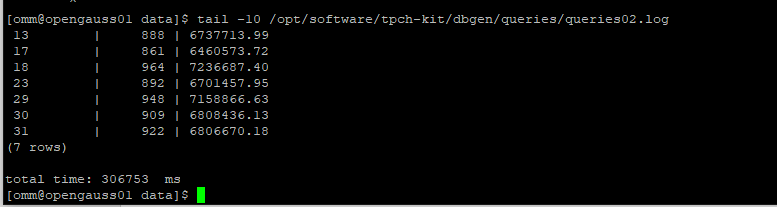 [omm@opengauss01 data]$ tail -10 /opt/software/tpch-kit/dbgen/queries/queries02.log
 13            |     888 | 6737713.99
 17            |     861 | 6460573.72
 18            |     964 | 7236687.40
 23            |     892 | 6701457.95
 29            |     948 | 7158866.63
 30            |     909 | 6808436.13
 31            |     922 | 6806670.18
(7 rows)

total time: 306753  ms
[omm@opengauss01 data]$